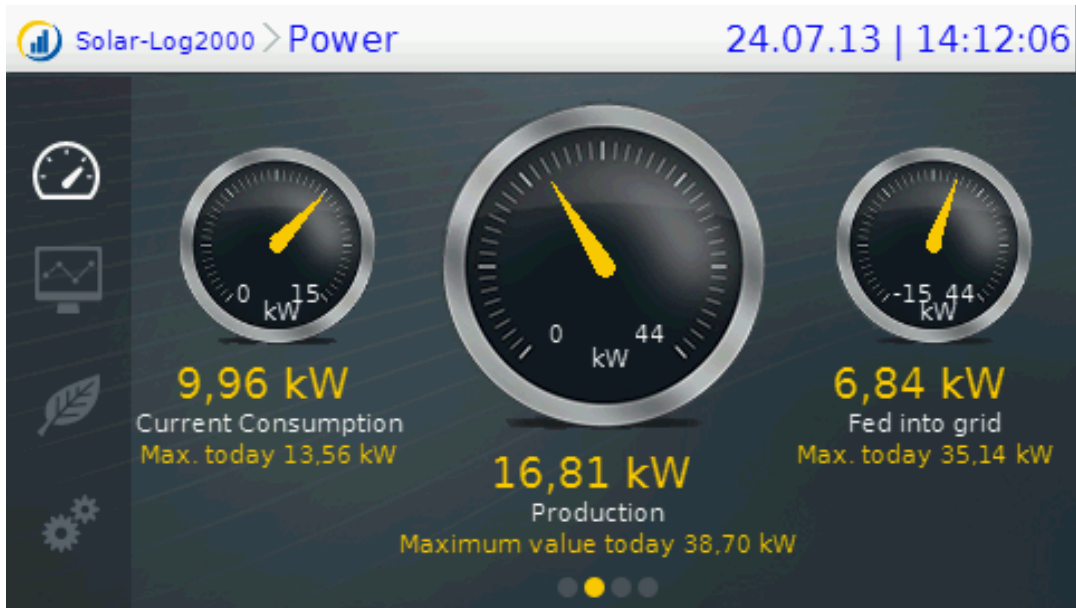 Solar-Log2000 Power
24.07.13 | 14:12:06
0 15
kW
9,96 kW
Current Consumption
Max. today 13,56 kW
0 44
kW
16,81 kW
Production
Maximum value today 38,70 kW
-15 44
kW
6,84 kW
Fed into grid
Max. today 35,14 kW